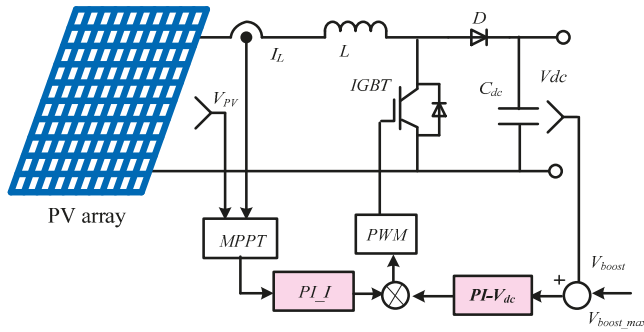 D
I_L
L
V_PV
IGBT
C_dc
Vdc
PV array
MPPT
PWM
PI_I
PI-V_dc
+
V_boost
V_boost_max